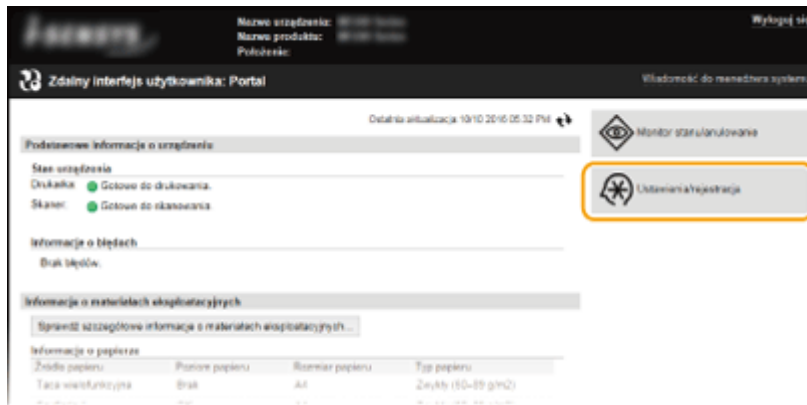 i-SENSYS
Nazwa urządzenia:
Nazwa produktu:
Położenie:
Wyloguj się
Zdalny interfejs użytkownika: Portal
Wiadomość do menedżera systemu
Ostatnia aktualizacja: 10/10 2016 05:32 PM
Podstawowe informacje o urządzeniu
Stan urządzenia
Drukarka: Gotowe do drukowania.
Skaner: Gotowe do skanowania.
Informacje o błędach
Brak błędów.
Informacje o materiałach eksploatacyjnych
Sprawdź szczegółowe informacje o materiałach eksploatacyjnych...
Informacje o papierze
Źródło papieru Poziom papieru Rozmiar papieru Typ papieru
Taca wielofunkcyjna Brak A4 Zwykły (60-89 g/m2)
Monitor stanu/anulowanie
Ustawienia/rejestracja